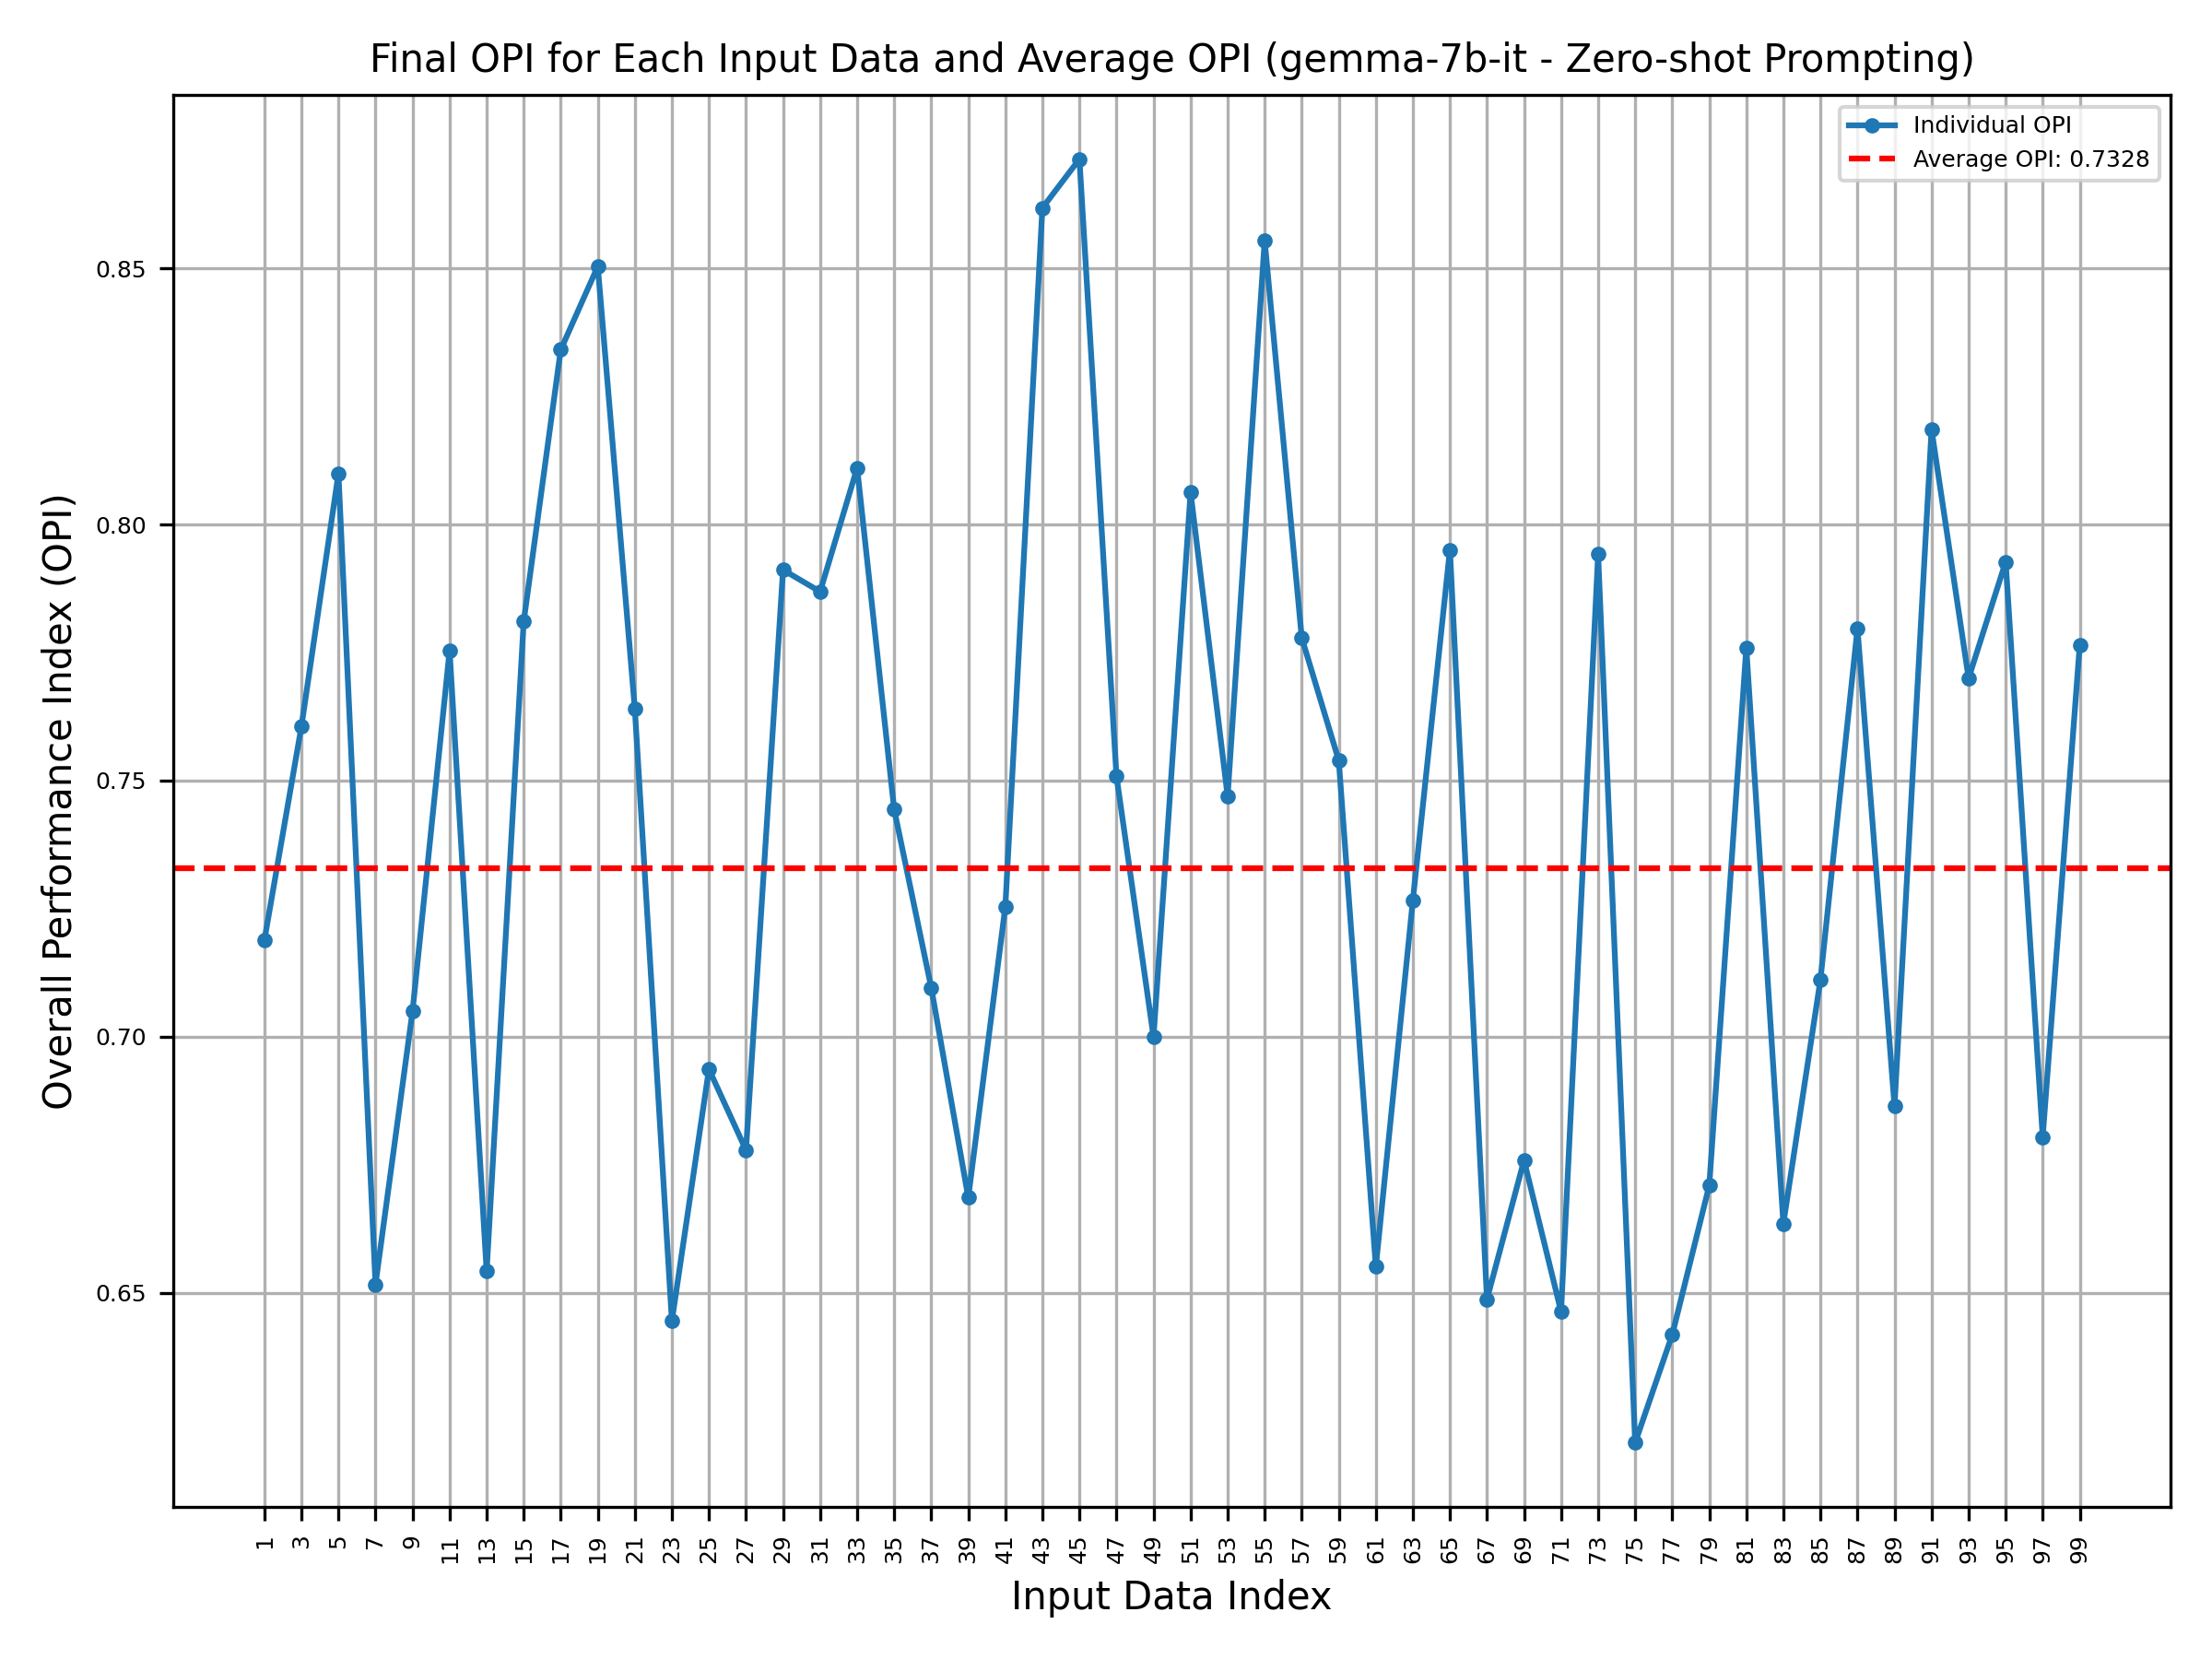 Final OPI for Each Input Data and Average OPI (gemma-7b-it - Zero-shot Prompting)
Individual OPI
Average OPI: 0.7328
Overall Performance Index (OPI)
0.85
0.80
0.75
0.70
0.65
1 3 5 7 9 11 13 15 17 19 21 23 25 27 29 31 33 35 37 39 41 43 45 47 49 51 53 55 57 59 61 63 65 67 69 71 73 75 77 79 81 83 85 87 89 91 93 95 97 99
Input Data Index